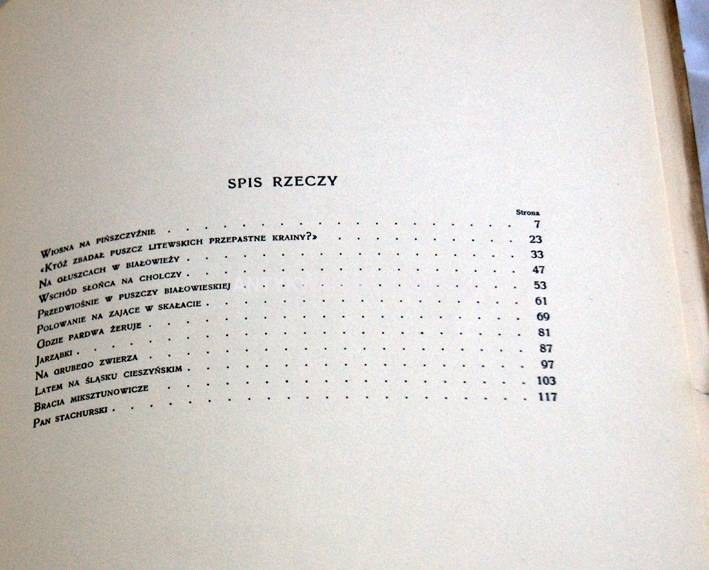 SPIS RZECZY
Strona
WIOSNA NA PIŃSZCZYŹNIE . . . . . . . . . . . . . . 7
«KTÓŻ ZBADAŁ PUSZCZ LITEWSKICH PRZEPASTNE KRAINY?» . . . . . . . 23
NA GŁUSZCACH W BIAŁOWIEŻY . . . . . . . . . . . . . 33
WSCHÓD SŁOŃCA NA CHOLCZY . . . . . . . . . . . . . 47
PRZEDWIOŚNIE W PUSZCZY BIAŁOWIESKIEJ . . . . . . . . . . . 53
POLOWANIE NA ZAJĄCE W SKAŁACIE . . . . . . . . . . . . 61
GDZIE PARDWA ŻERUJE . . . . . . . . . . . . . . 69
JARZĄBKI . . . . . . . . . . . . . . . . . 81
NA GRUBEGO ZWIERZA . . . . . . . . . . . . . . 87
LATEM NA ŚLĄSKU CIESZYŃSKIM . . . . . . . . . . . . . 97
BRACIA MIKSZTUNOWICZE . . . . . . . . . . . . . . 103
PAN STACHURSKI . . . . . . . . . . . . . . . 117